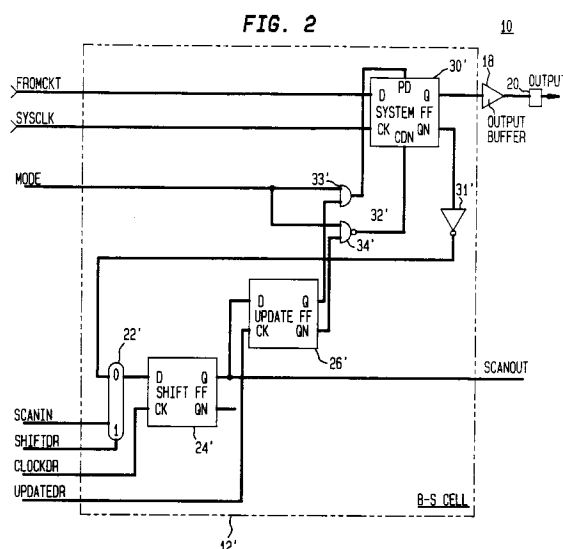 FIG. 2
10
30'
18
FROMCKT
D PD Q
20
OUTPUT
SYSCLK
SYSTEM FF
CK CDN QN
OUTPUT
BUFFER
MODE
33'
32'
31'
34'
D Q
UPDATE FF
CK QN
22'
26'
0
D Q
SHIFT FF
CK QN
SCANOUT
SCANIN
1
SHIFTDR
24'
CLOCKDR
UPDATEDR
B-S CELL
12'